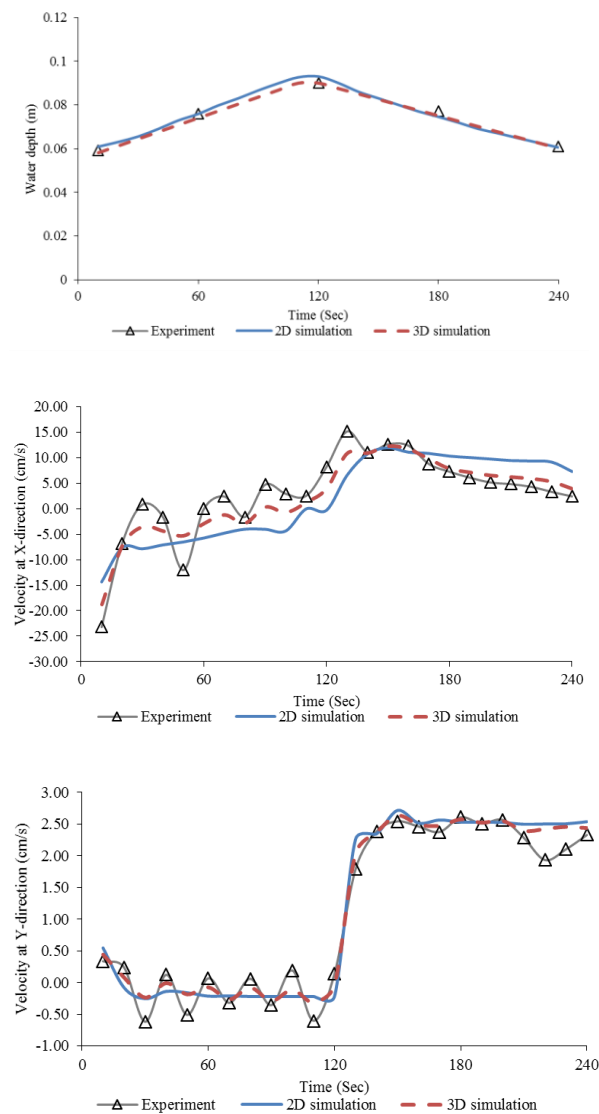 0.12
0.1
0.08
0.06
0.04
0.02
0
Water depth (m)
0 60 120 180 240
Time (Sec)
Experiment 2D simulation 3D simulation
20.00
15.00
10.00
5.00
0.00
-5.00
-10.00
-15.00
-20.00
-25.00
-30.00
Velocity at X-direction (cm/s)
0 60 120 180 240
Time (Sec)
Experiment 2D simulation 3D simulation
3.00
2.50
2.00
1.50
1.00
0.50
0.00
-0.50
-1.00
Velocity at Y-direction (cm/s)
0 60 120 180 240
Time (Sec)
Experiment 2D simulation 3D simulation